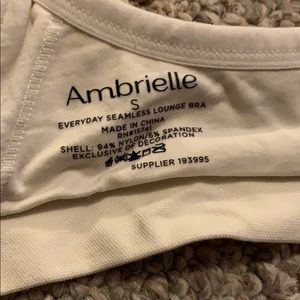 Ambrielle
S
EVERYDAY SEAMLESS LOUNGE BRA
MADE IN CHINA
RN#15741
SHELL: 94% NYLON/6% SPANDEX
EXCLUSIVE OF DECORATION
SUPPLIER 193995